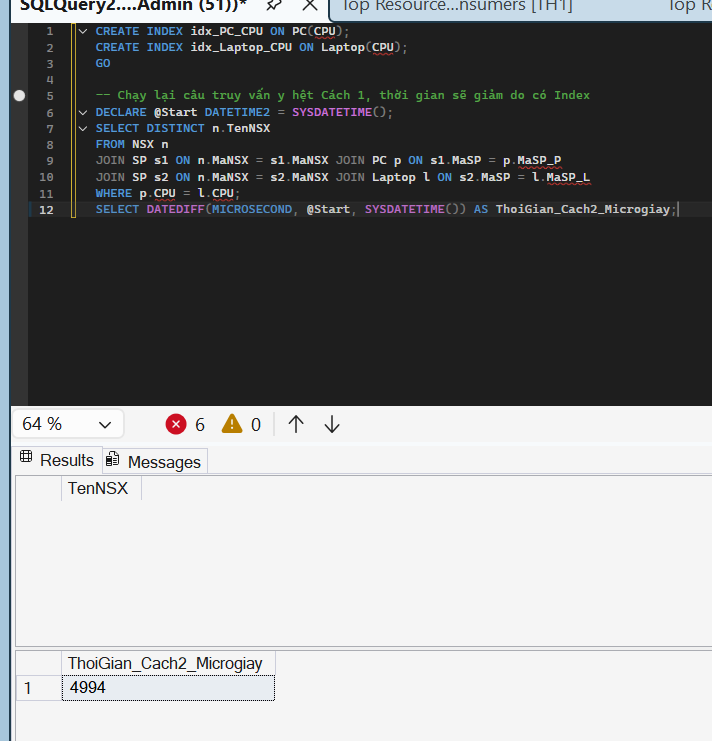 SQLQuery2....Admin (51))*
Top Resource...nsumers [TH1]
Top R
1 CREATE INDEX idx_PC_CPU ON PC(CPU);
2 CREATE INDEX idx_Laptop_CPU ON Laptop(CPU);
3 GO
4
5 -- Chạy lại câu truy vấn y hệt Cách 1, thời gian sẽ giảm do có Index
6 DECLARE @Start DATETIME2 = SYSDATETIME();
7 SELECT DISTINCT n.TenNSX
8 FROM NSX n
9 JOIN SP s1 ON n.MaNSX = s1.MaNSX JOIN PC p ON s1.MaSP = p.MaSP_P
10 JOIN SP s2 ON n.MaNSX = s2.MaNSX JOIN Laptop l ON s2.MaSP = l.MaSP_L
11 WHERE p.CPU = l.CPU;
12 SELECT DATEDIFF(MICROSECOND, @Start, SYSDATETIME()) AS ThoiGian_Cach2_Microgiay;
64 % 6 0
Results Messages
TenNSX
ThoiGian_Cach2_Microgiay
1 4994